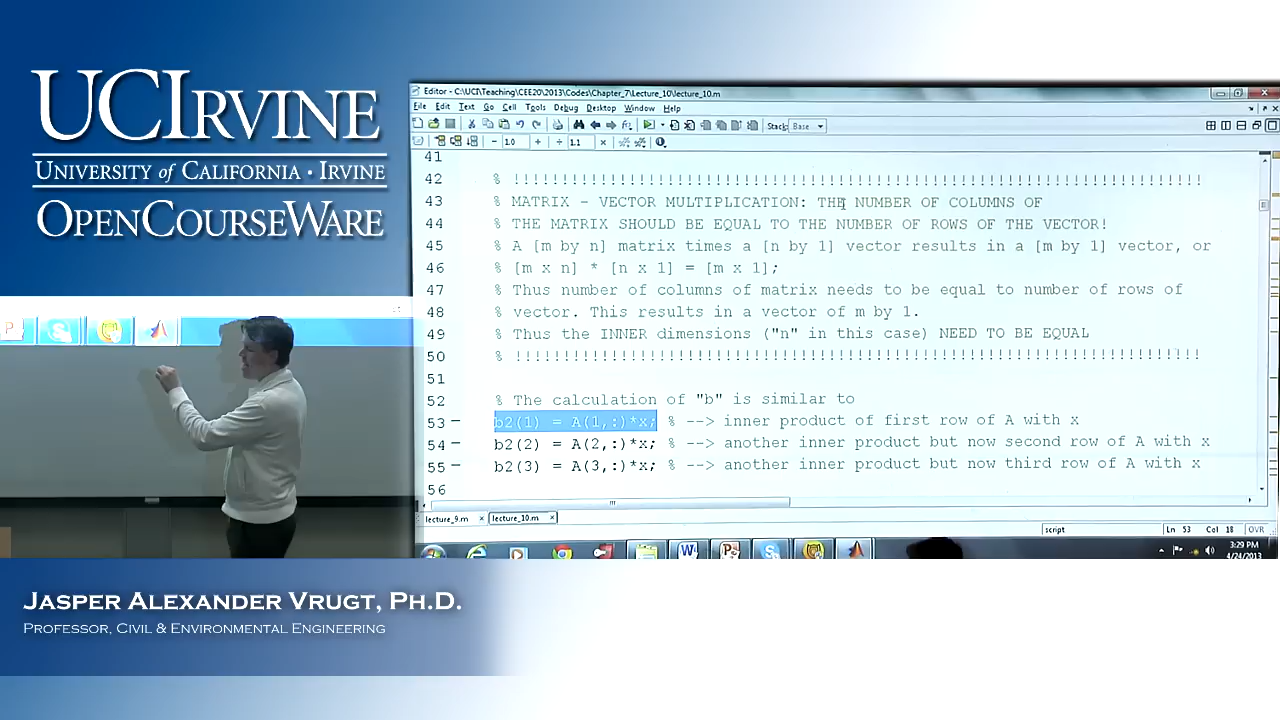 UCIRVINE
UNIVERSITY of CALIFORNIA · IRVINE
OPENCOURSEWARE
Editor - C:\UCI\Teaching\CEE20\2013\Codes\Chapter_7\Lecture_10\lecture_10.m
File Edit Text Go Cell Tools Debug Desktop Window Help
Stack: Base
1.0 + ÷ 1.1 ×
41
42 % !!!!!!!!!!!!!!!!!!!!!!!!!!!!!!!!!!!!!!!!!!!!!!!!!!!!!!!!!!!!!!!!!!!!!!
43 % MATRIX - VECTOR MULTIPLICATION: THE NUMBER OF COLUMNS OF
44 % THE MATRIX SHOULD BE EQUAL TO THE NUMBER OF ROWS OF THE VECTOR!
45 % A [m by n] matrix times a [n by 1] vector results in a [m by 1] vector, or
46 % [m x n] * [n x 1] = [m x 1];
47 % Thus number of columns of matrix needs to be equal to number of rows of
48 % vector. This results in a vector of m by 1.
49 % Thus the INNER dimensions ("n" in this case) NEED TO BE EQUAL
50 % !!!!!!!!!!!!!!!!!!!!!!!!!!!!!!!!!!!!!!!!!!!!!!!!!!!!!!!!!!!!!!!!!!!!!!
51
52 % The calculation of "b" is similar to
53 - b2(1) = A(1,:)*x; % --> inner product of first row of A with x
54 - b2(2) = A(2,:)*x; % --> another inner product but now second row of A with x
55 - b2(3) = A(3,:)*x; % --> another inner product but now third row of A with x
56
lecture_9.m × lecture_10.m ×
script Ln 53 Col 18 OVR
3:29 PM
4/24/2013
JASPER ALEXANDER VRUGT, PH.D.
PROFESSOR, CIVIL & ENVIRONMENTAL ENGINEERING